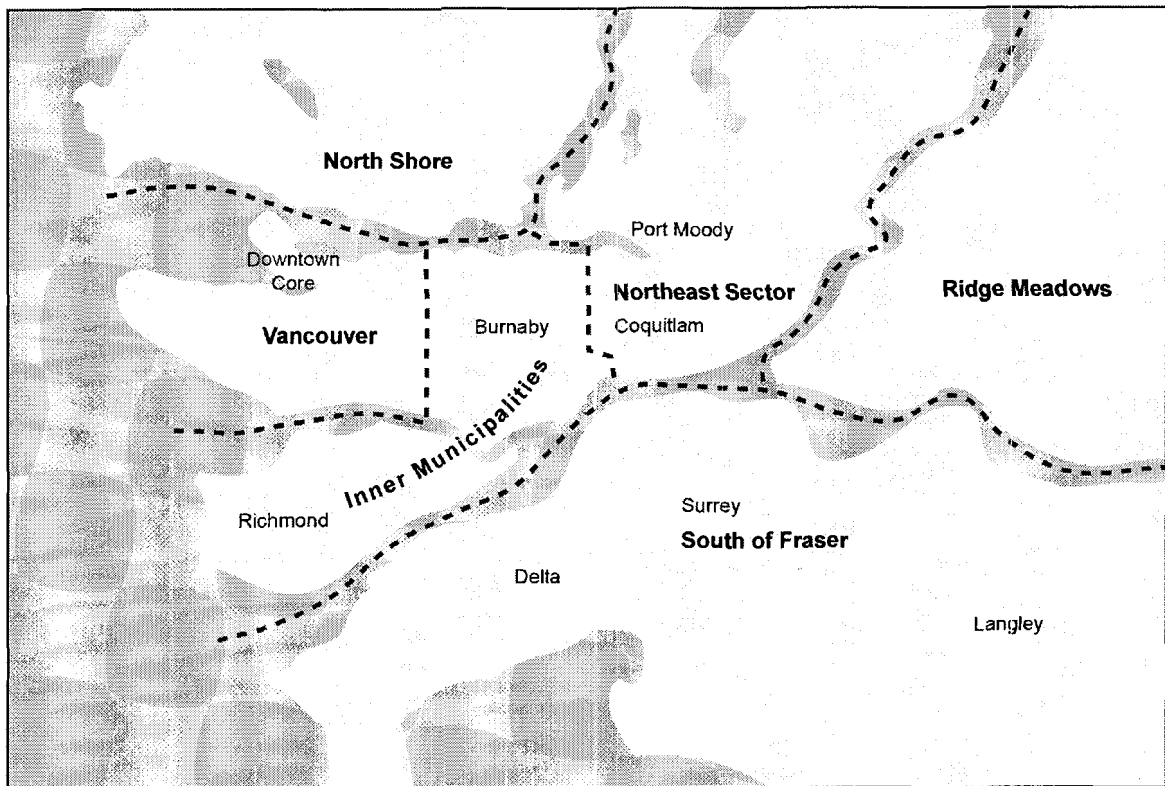 North Shore
Port Moody
Downtown
Core
Northeast Sector
Ridge Meadows
Vancouver
Burnaby
Coquitlam
Inner Municipalities
Richmond
Surrey
South of Fraser
Delta
Langley